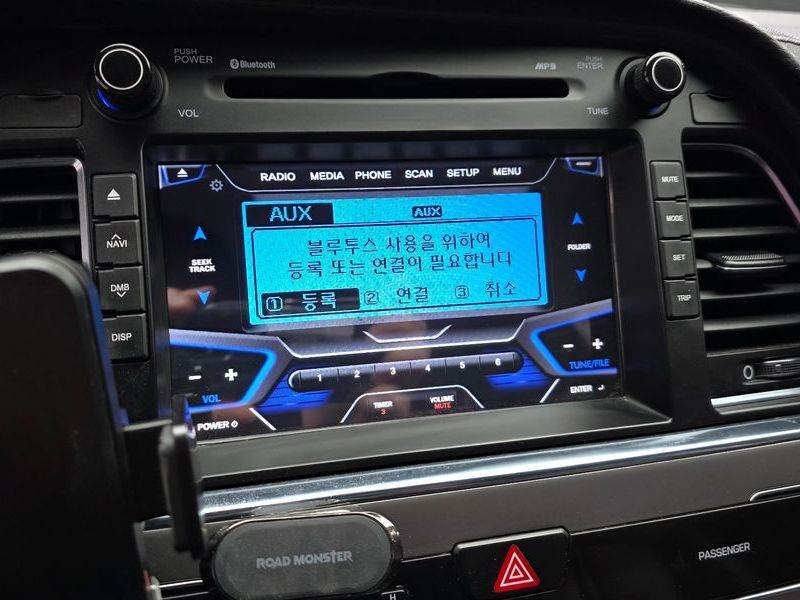 PUSH
POWER
Bluetooth
MP3
PUSH
ENTER
VOL
TUNE
RADIO MEDIA PHONE SCAN SETUP MENU
AUX AUX
블루투스 사용을 위하여
등록 또는 연결이 필요합니다
1 등록 2 연결 3 취소
SEEK
TRACK
FOLDER
NAVI
DMB
DISP
MUTE
MODE
SET
TRIP
1 2 3 4 5 6
- + VOL
- + TUNE/FILE
TIMER
3
VOLUME
MUTE
ENTER
POWER
ROAD MONSTER
PASSENGER
0
H